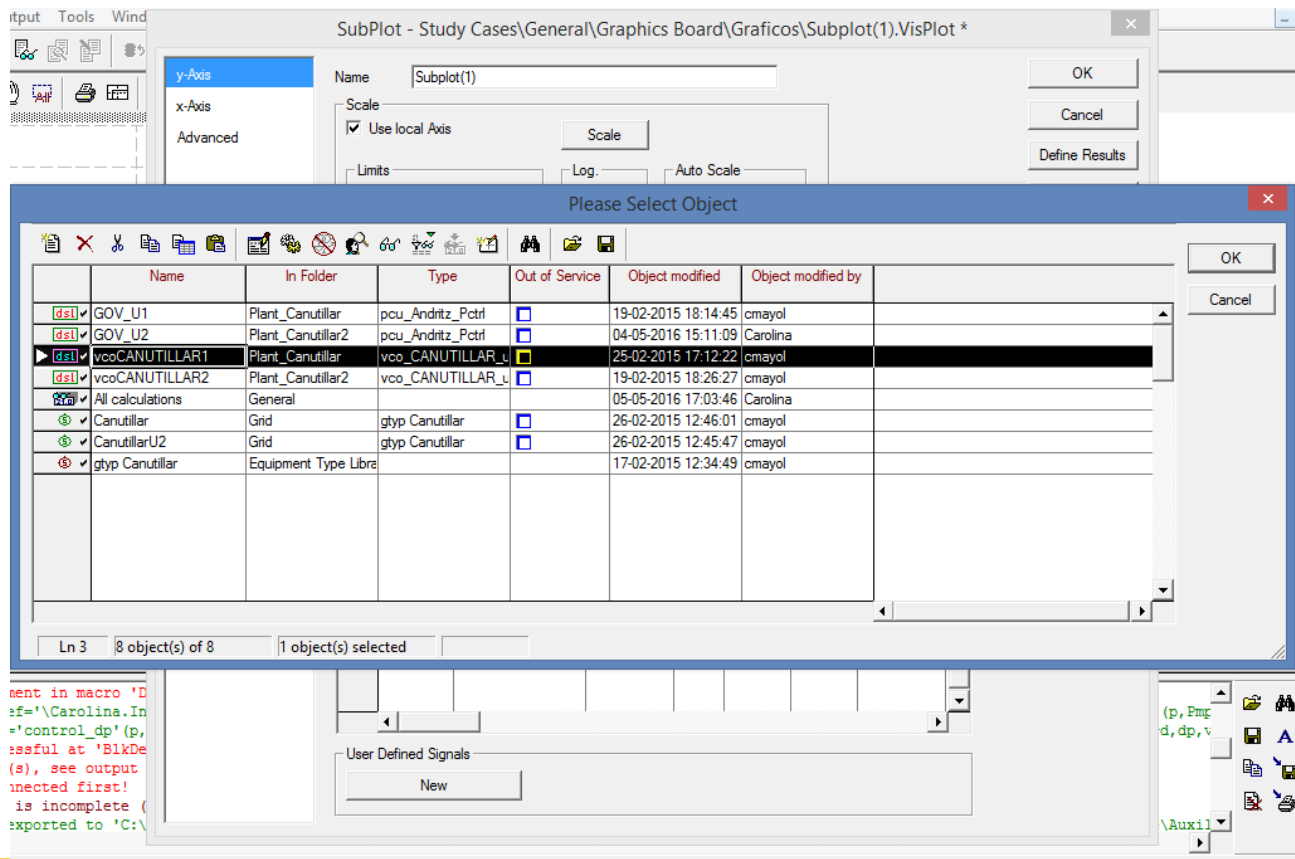 utput Tools Wind
SubPlot - Study Cases\General\Graphics Board\Graficos\Subplot(1).VisPlot *
y-Axis
x-Axis
Advanced
Name Subplot(1)
Scale
Use local Axis
Scale
Limits
Log.
Auto Scale
OK
Cancel
Define Results
Please Select Object
Name In Folder Type Out of Service Object modified Object modified by
dsl GOV_U1 Plant_Canutillar pcu_Andritz_Pctrl 19-02-2015 18:14:45 cmayol
dsl GOV_U2 Plant_Canutillar2 pcu_Andritz_Pctrl 04-05-2016 15:11:09 Carolina
dsl vcoCANUTILLAR1 Plant_Canutillar vco_CANUTILLAR_u 25-02-2016 17:12:22 cmayol
dsl vcoCANUTILLAR2 Plant_Canutillar2 vco_CANUTILLAR_u 19-02-2015 18:26:27 cmayol
All calculations General 05-05-2016 17:03:46 Carolina
Canutillar Grid gtyp Canutillar 26-02-2015 12:46:01 cmayol
CanutillarU2 Grid gtyp Canutillar 26-02-2015 12:45:47 cmayol
gtyp Canutillar Equipment Type Libra 17-02-2015 12:34:49 cmayol
OK
Cancel
Ln 3 8 object(s) of 8 1 object(s) selected
ment in macro 'D
ef='\Carolina.In (p,Pmp
='control_dp'(p, d,dp,v
essful at 'BlkDe
(s), see output
nnected first!
is incomplete (
exported to 'C:\ \Auxil
User Defined Signals
New